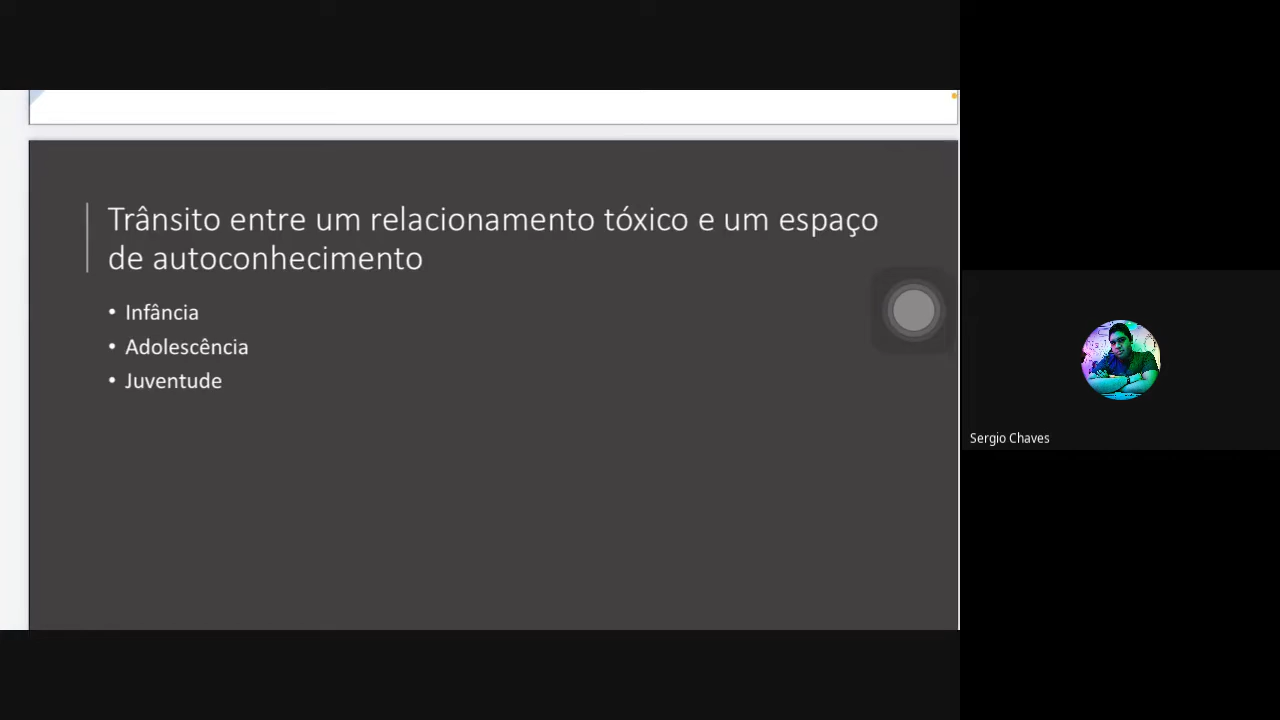 Trânsito entre um relacionamento tóxico e um espaço
de autoconhecimento
• Infância
• Adolescência
• Juventude
Sergio Chaves